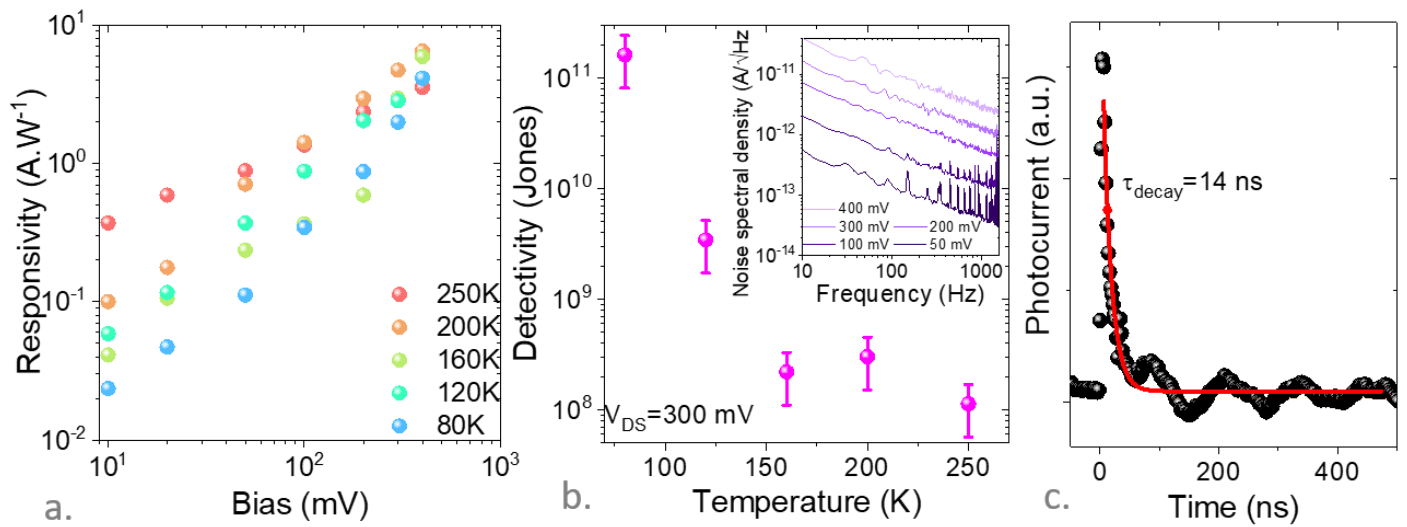 Responsivity (A.W⁻¹)
10¹
10⁰
10⁻¹
10⁻²
250K
200K
160K
120K
80K
10¹
10²
10³
Bias (mV)
a.
Detectivity (Jones)
10¹¹
10¹⁰
10⁹
10⁸
V_DS=300 mV
100
150
200
250
Temperature (K)
b.
Noise spectral density (A/√Hz)
10⁻¹¹
10⁻¹²
10⁻¹³
10⁻¹⁴
400 mV
300 mV 200 mV
100 mV 50 mV
10
100
1000
Frequency (Hz)
Photocurrent (a.u.)
τ_decay=14 ns
0
200
400
Time (ns)
c.